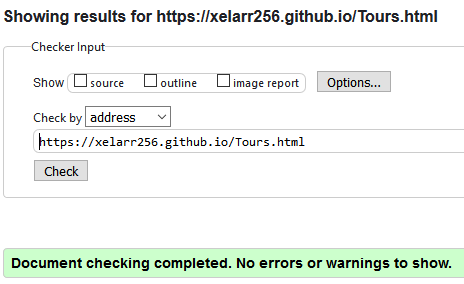 Showing results for https://xelarr256.github.io/Tours.html
Checker Input
Show source outline image report Options...
Check by address
https://xelarr256.github.io/Tours.html
Check
Document checking completed. No errors or warnings to show.